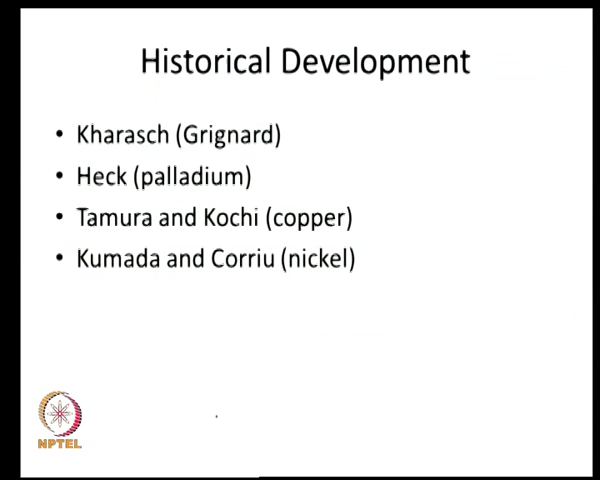 Historical Development
• Kharasch (Grignard)
• Heck (palladium)
• Tamura and Kochi (copper)
• Kumada and Corriu (nickel)
NPTEL